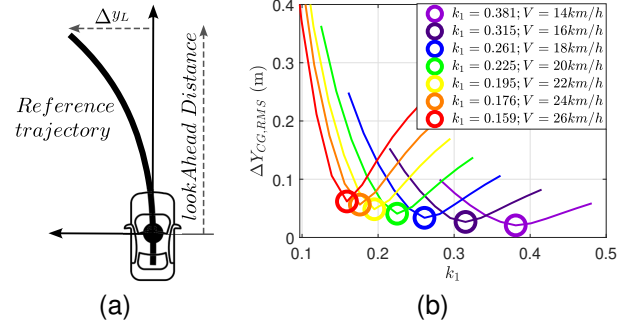 Δy_L
Reference
trajectory
lookAhead Distance
(a)
ΔY_{CG,RMS} (m)
0.4
0.3
0.2
0.1
0
k_1 = 0.381; V = 14km/h
k_1 = 0.315; V = 16km/h
k_1 = 0.261; V = 18km/h
k_1 = 0.225; V = 20km/h
k_1 = 0.195; V = 22km/h
k_1 = 0.176; V = 24km/h
k_1 = 0.159; V = 26km/h
0.1 0.2 0.3 0.4 0.5
k_1
(b)